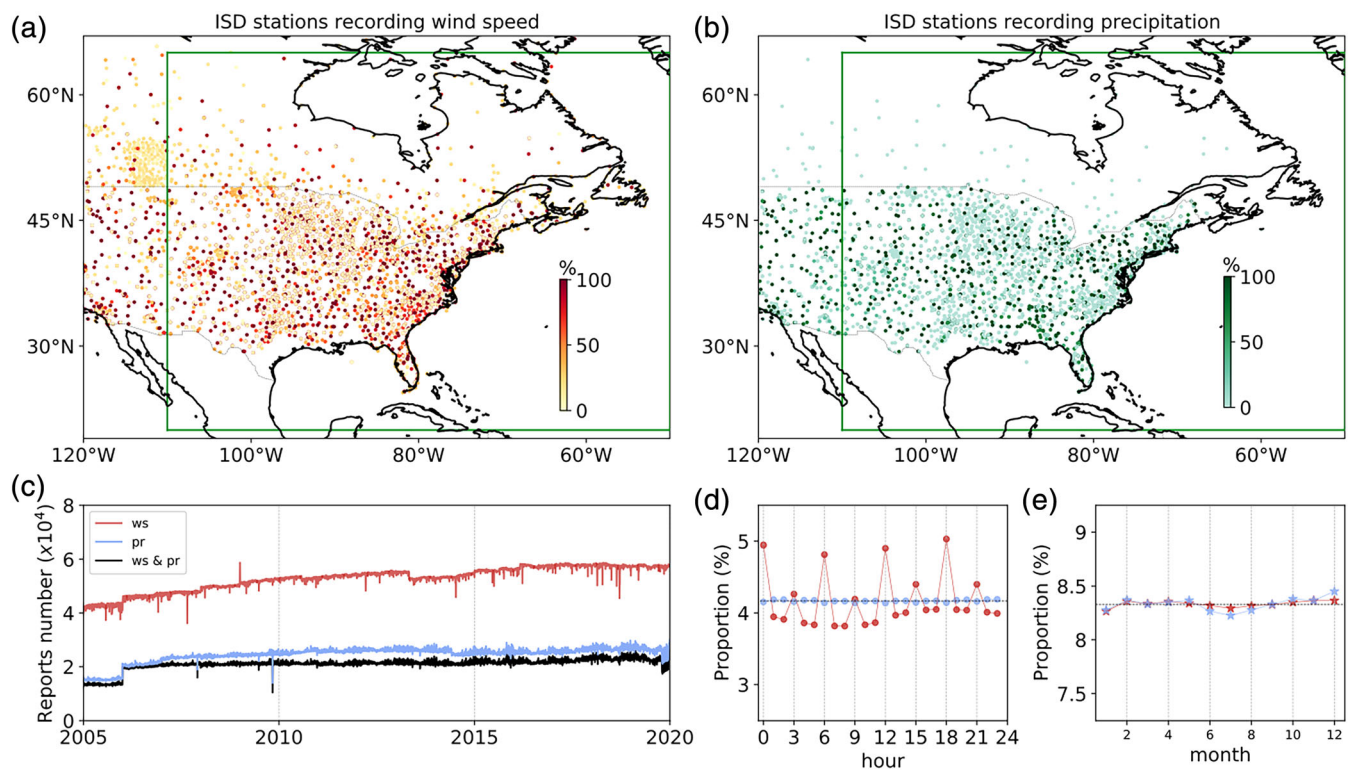 (a)
ISD stations recording wind speed
60°N
45°N
30°N
120°W
100°W
80°W
60°W
%
100
50
0
(b)
ISD stations recording precipitation
60°N
45°N
30°N
120°W
100°W
80°W
60°W
%
100
50
0
(c)
Reports number (x10⁴)
8
6
4
2
0
ws
pr
ws & pr
2005
2010
2015
2020
(d)
Proportion (%)
5
4
3
0 3 6 9 12 15 18 21 24
hour
(e)
Proportion (%)
9
8.5
8
7.5
2 4 6 8 10 12
month